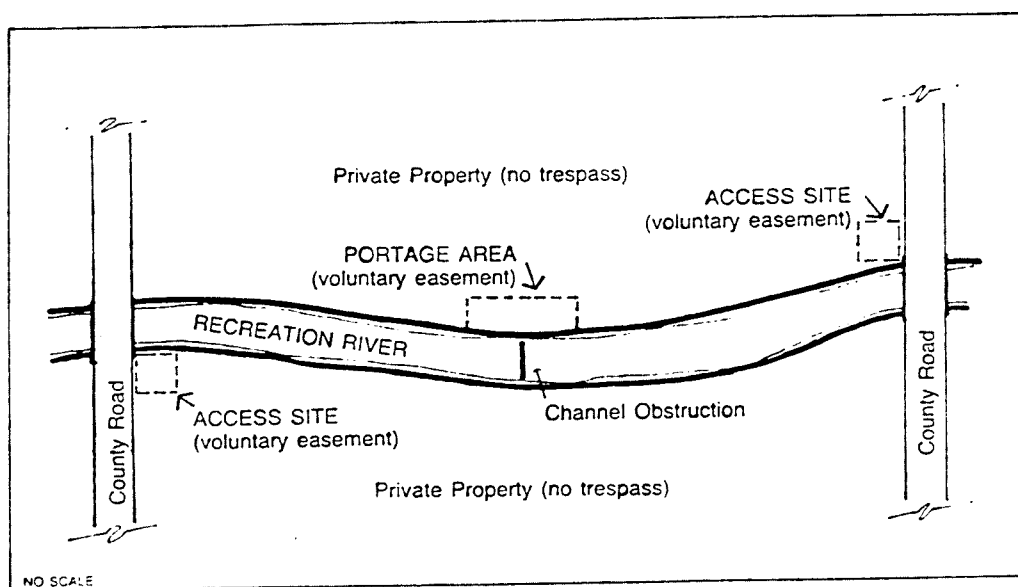 Private Property (no trespass)
ACCESS SITE
(voluntary easement)
PORTAGE AREA
(voluntary easement)
RECREATION RIVER
Channel Obstruction
ACCESS SITE
(voluntary easement)
County Road
County Road
Private Property (no trespass)
NO SCALE